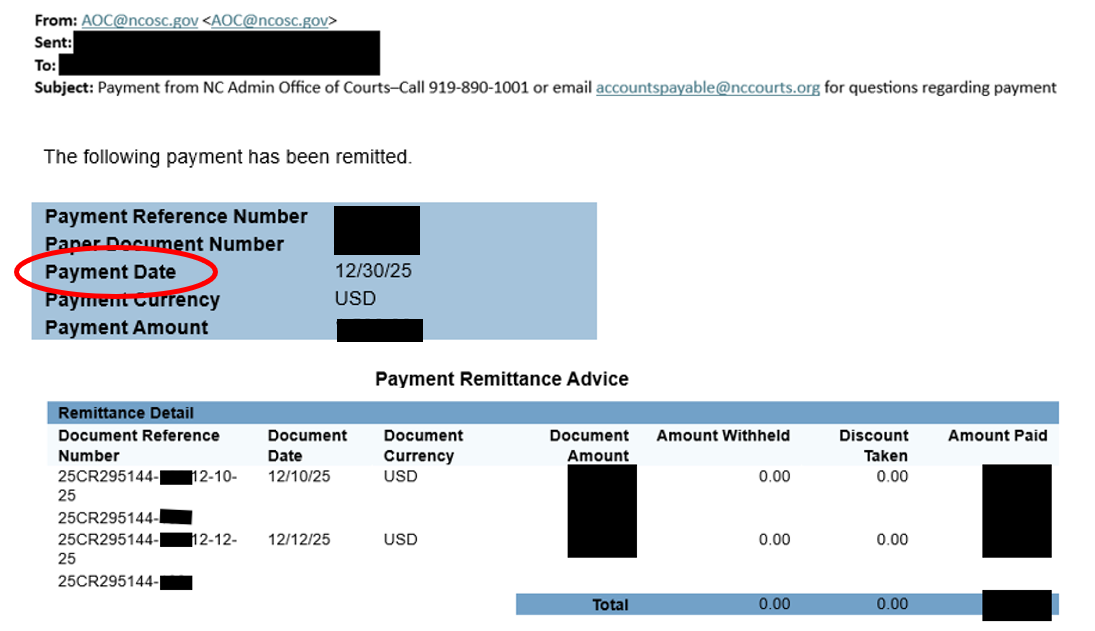 From: AOC@ncosc.gov <AOC@ncosc.gov>
Sent:
To:
Subject: Payment from NC Admin Office of Courts–Call 919-890-1001 or email accountspayable@nccourts.org for questions regarding payment
The following payment has been remitted.
Payment Reference Number
Paper Document Number
Payment Date 12/30/25
Payment Currency USD
Payment Amount
Payment Remittance Advice
Remittance Detail
Document Reference Document Document Document Amount Withheld Discount Amount Paid
Number Date Currency Amount Taken
25CR295144- 12-10- 12/10/25 USD 0.00 0.00
25
25CR295144-
25CR295144- 12-12- 12/12/25 USD 0.00 0.00
25
25CR295144-
Total 0.00 0.00